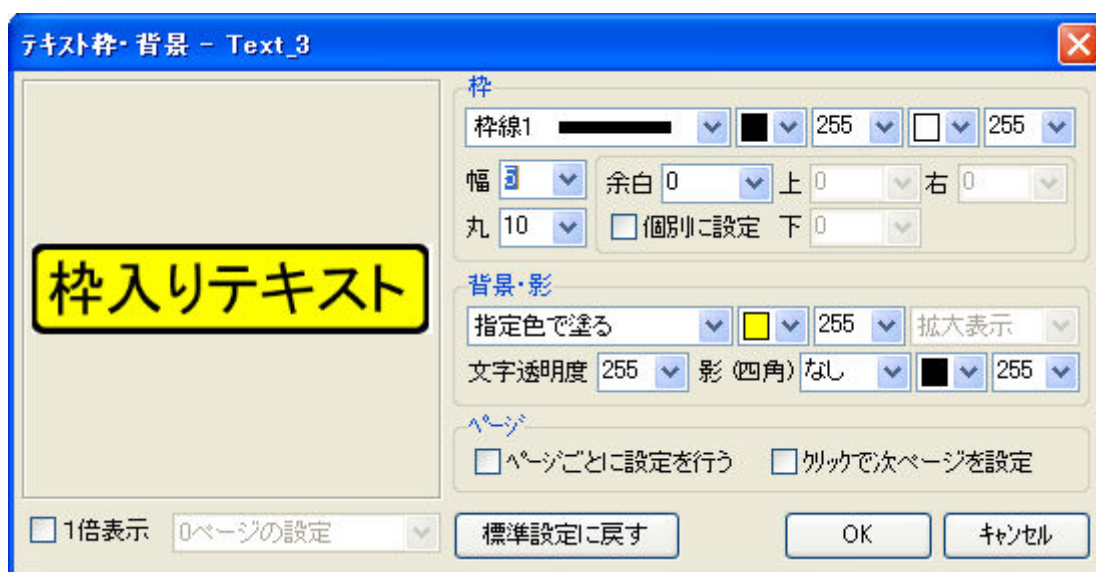 テキスト枠・背景 - Text_3
枠
枠線1 255 255
幅 5 余白 0 上 0 右 0
丸 10 個別に設定 下 0
枠入りテキスト
背景・影
指定色で塗る 255 拡大表示
文字透明度 255 影(四角) なし 255
ページ
ページごとに設定を行う クリックで次ページを設定
1倍表示 0ページの設定 標準設定に戻す OK キャンセル